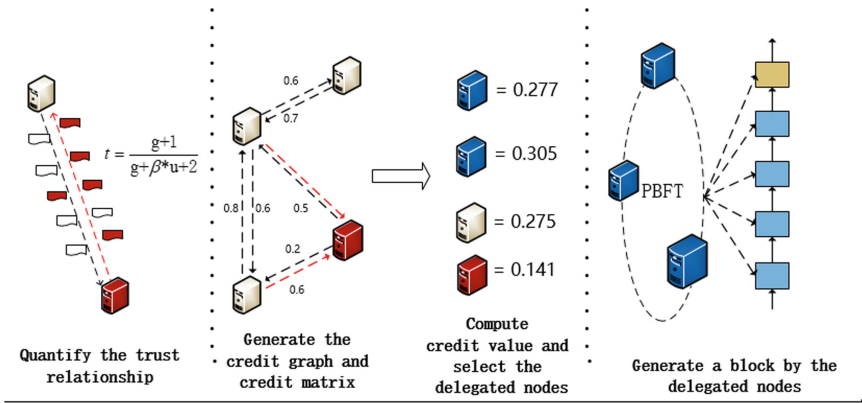 t = g+1 / g+β*u+2
Quantify the trust
relationship
0.6
0.7
0.8
0.6
0.5
0.2
0.6
Generate the
credit graph and
credit matrix
= 0.277
= 0.305
= 0.275
= 0.141
Compute
credit value and
select the
delegated nodes
PBFT
Generate a block by the
delegated nodes